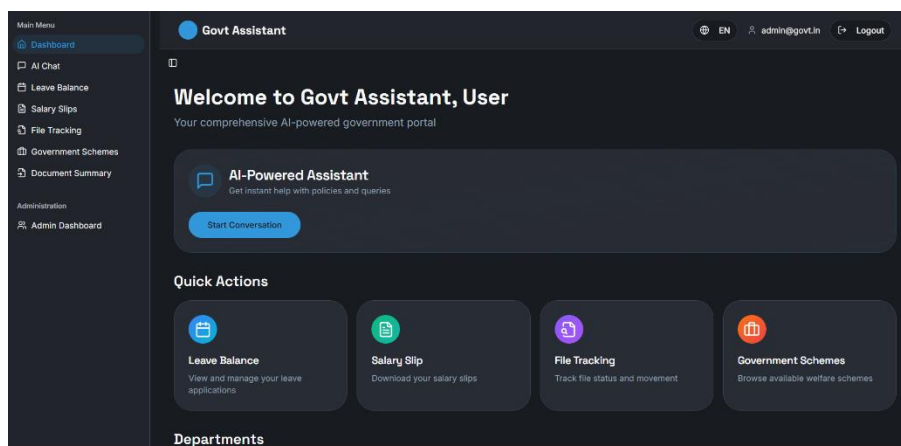 Main Menu
Dashboard
AI Chat
Leave Balance
Salary Slips
File Tracking
Government Schemes
Document Summary
Administration
Admin Dashboard
Govt Assistant
EN
admin@govt.in
Logout
Welcome to Govt Assistant, User
Your comprehensive AI-powered government portal
AI-Powered Assistant
Get instant help with policies and queries
Start Conversation
Quick Actions
Leave Balance
View and manage your leave
applications
Salary Slip
Download your salary slips
File Tracking
Track file status and movement
Government Schemes
Browse available welfare schemes
Departments